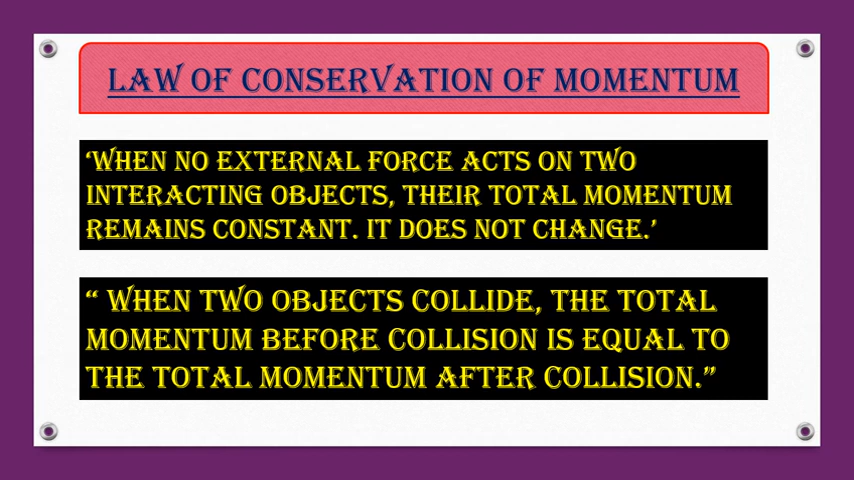 LAW OF CONSERVATION OF MOMENTUM
‘WHEN NO EXTERNAL FORCE ACTS ON TWO
INTERACTING OBJECTS, THEIR TOTAL MOMENTUM
REMAINS CONSTANT. IT DOES NOT CHANGE.’
“ WHEN TWO OBJECTS COLLIDE, THE TOTAL
MOMENTUM BEFORE COLLISION IS EQUAL TO
THE TOTAL MOMENTUM AFTER COLLISION.”